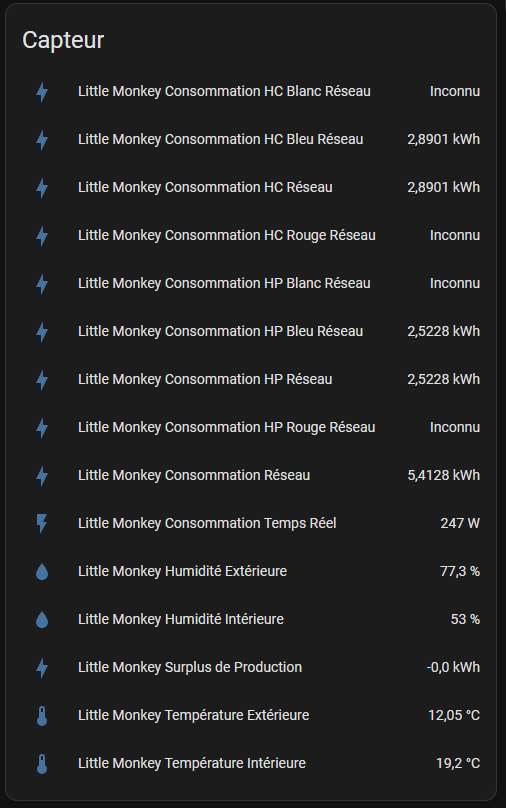 Capteur
Little Monkey Consommation HC Blanc Réseau Inconnu
Little Monkey Consommation HC Bleu Réseau 2,8901 kWh
Little Monkey Consommation HC Réseau 2,8901 kWh
Little Monkey Consommation HC Rouge Réseau Inconnu
Little Monkey Consommation HP Blanc Réseau Inconnu
Little Monkey Consommation HP Bleu Réseau 2,5228 kWh
Little Monkey Consommation HP Réseau 2,5228 kWh
Little Monkey Consommation HP Rouge Réseau Inconnu
Little Monkey Consommation Réseau 5,4128 kWh
Little Monkey Consommation Temps Réel 247 W
Little Monkey Humidité Extérieure 77,3 %
Little Monkey Humidité Intérieure 53 %
Little Monkey Surplus de Production -0,0 kWh
Little Monkey Température Extérieure 12,05 °C
Little Monkey Température Intérieure 19,2 °C